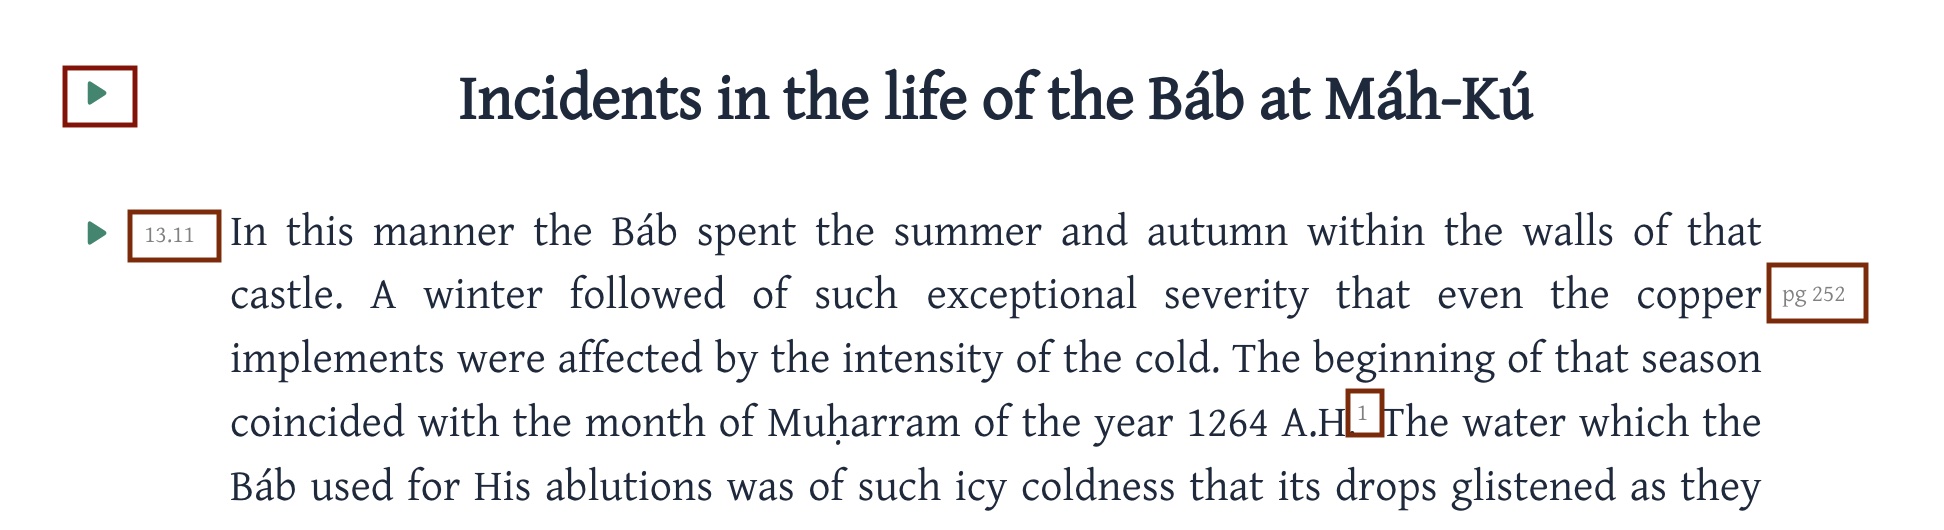 Incidents in the life of the Báb at Máh-Kú
13.11 In this manner the Báb spent the summer and autumn within the walls of that
castle. A winter followed of such exceptional severity that even the copper pg 252
implements were affected by the intensity of the cold. The beginning of that season
coincided with the month of Muḥarram of the year 1264 A.H.1 The water which the
Báb used for His ablutions was of such icy coldness that its drops glistened as they